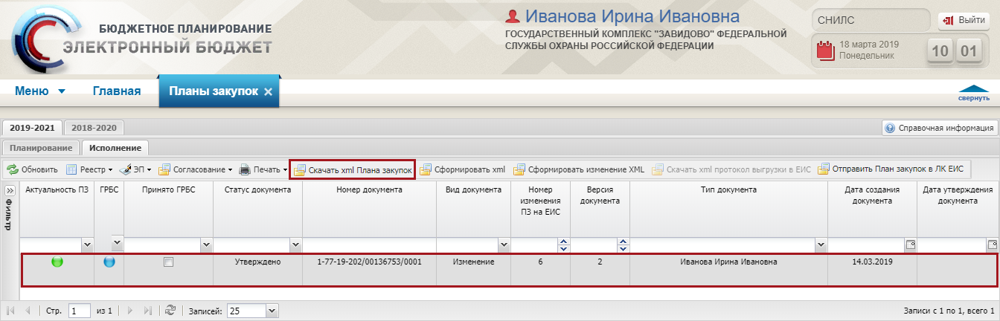 БЮДЖЕТНОЕ ПЛАНИРОВАНИЕ
ЭЛЕКТРОННЫЙ БЮДЖЕТ
Иванова Ирина Ивановна
ГОСУДАРСТВЕННЫЙ КОМПЛЕКС "ЗАВИДОВО" ФЕДЕРАЛЬНОЙ
СЛУЖБЫ ОХРАНЫ РОССИЙСКОЙ ФЕДЕРАЦИИ
СНИЛС
Выйти
18 марта 2019
Понедельник
10 01
Меню Главная Планы закупок
свернуть
2019-2021 2018-2020
Справочная информация
Планирование Исполнение
Обновить Реестр ЭП Согласование Печать Скачать xml Плана закупок Сформировать xml Сформировать изменение XML Скачать xml протокол выгрузки в ЕИС Отправить План закупок в ЛК ЕИС
Фильтр
Актуальность ПЗ
ГРБС
Принято ГРБС
Статус документа
Номер документа
Вид документа
Номер
изменения
ПЗ на ЕИС
Версия
документа
Тип документа
Дата создания
документа
Дата утверждения
документа
Утверждено 1-77-19-202/00136753/0001 Изменение 6 2 Иванова Ирина Ивановна 14.03.2019
Стр. 1 из 1 Записей: 25
Записи с 1 по 1, всего 1